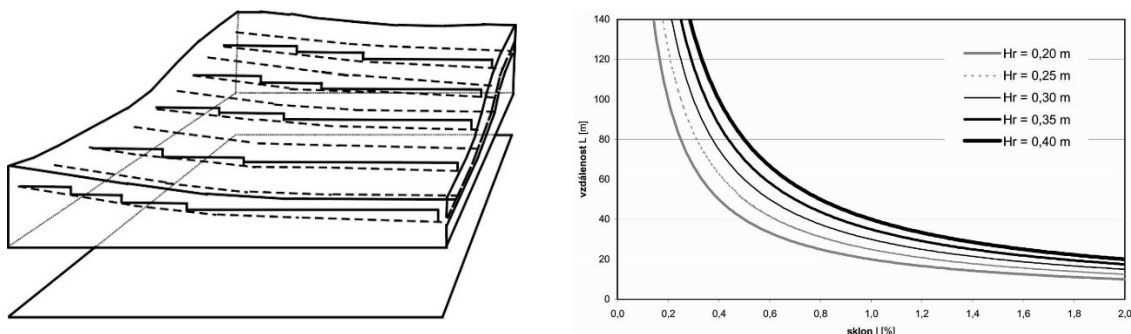 140
120
100
80
60
40
20
0
vzdálenost L [m]
Hr = 0,20 m
Hr = 0,25 m
Hr = 0,30 m
Hr = 0,35 m
Hr = 0,40 m
0,0 0,2 0,4 0,6 0,8 1,0 1,2 1,4 1,6 1,8 2,0
sklon I [%]